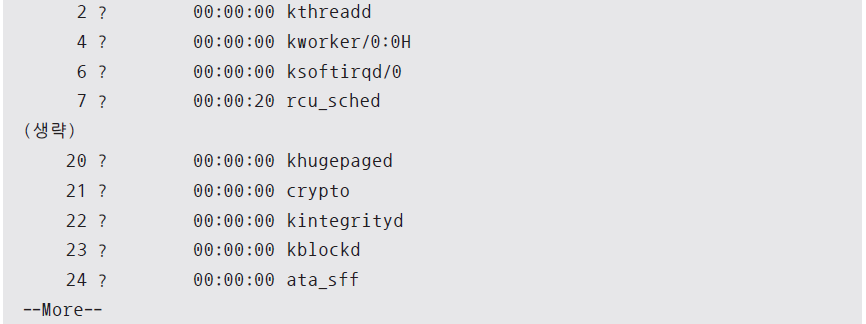 2 ? 00:00:00 kthreadd
4 ? 00:00:00 kworker/0:0H
6 ? 00:00:00 ksoftirqd/0
7 ? 00:00:20 rcu_sched
(생략)
20 ? 00:00:00 khugepaged
21 ? 00:00:00 crypto
22 ? 00:00:00 kintegrityd
23 ? 00:00:00 kblockd
24 ? 00:00:00 ata_sff
--More--